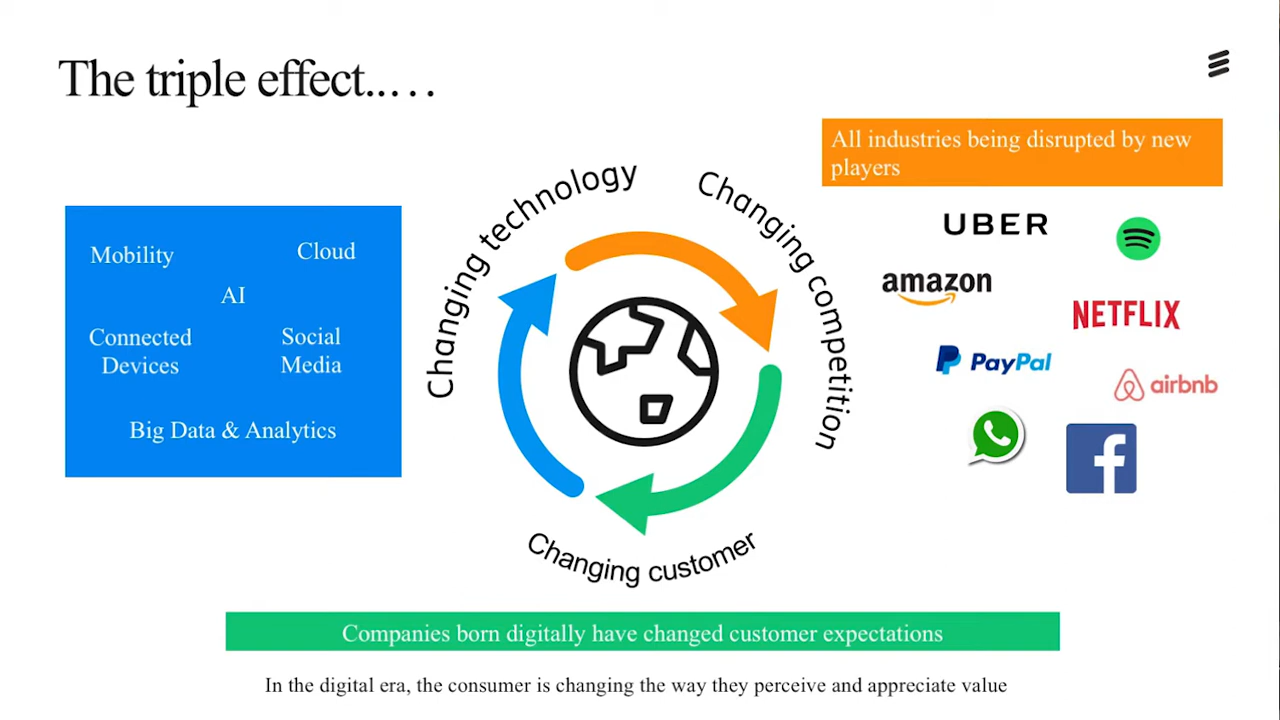 The triple effect..…
All industries being disrupted by new
players
Mobility
Cloud
AI
Connected
Devices
Social
Media
Big Data & Analytics
Changing technology
Changing competition
Changing customer
UBER
amazon
NETFLIX
PayPal
airbnb
Companies born digitally have changed customer expectations
In the digital era, the consumer is changing the way they perceive and appreciate value